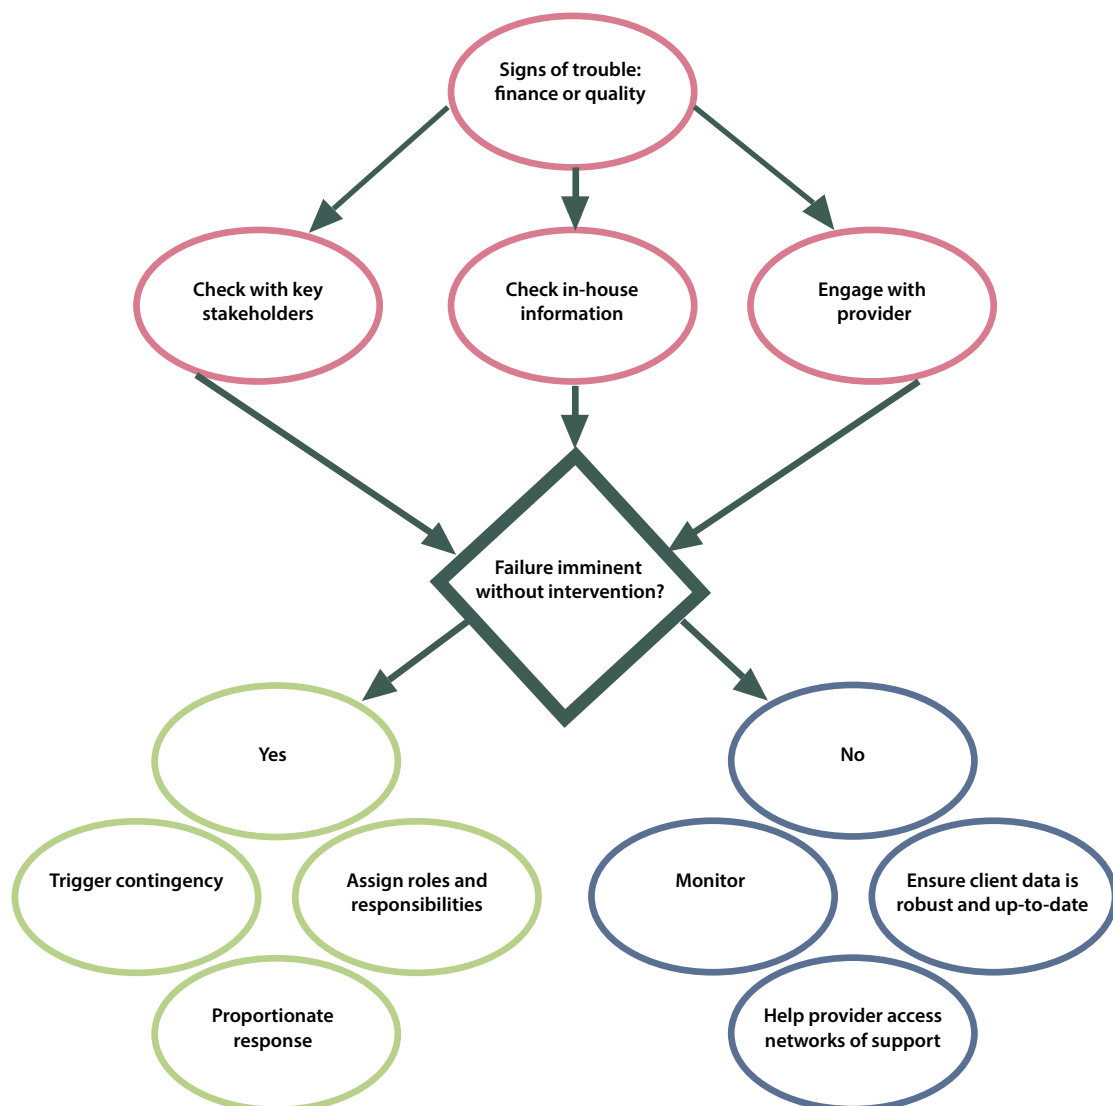 Signs of trouble:
finance or quality
Check with key
stakeholders
Check in-house
information
Engage with
provider
Failure imminent
without intervention?
Yes
No
Trigger contingency
Assign roles and
responsibilities
Monitor
Ensure client data is
robust and up-to-date
Proportionate
response
Help provider access
networks of support